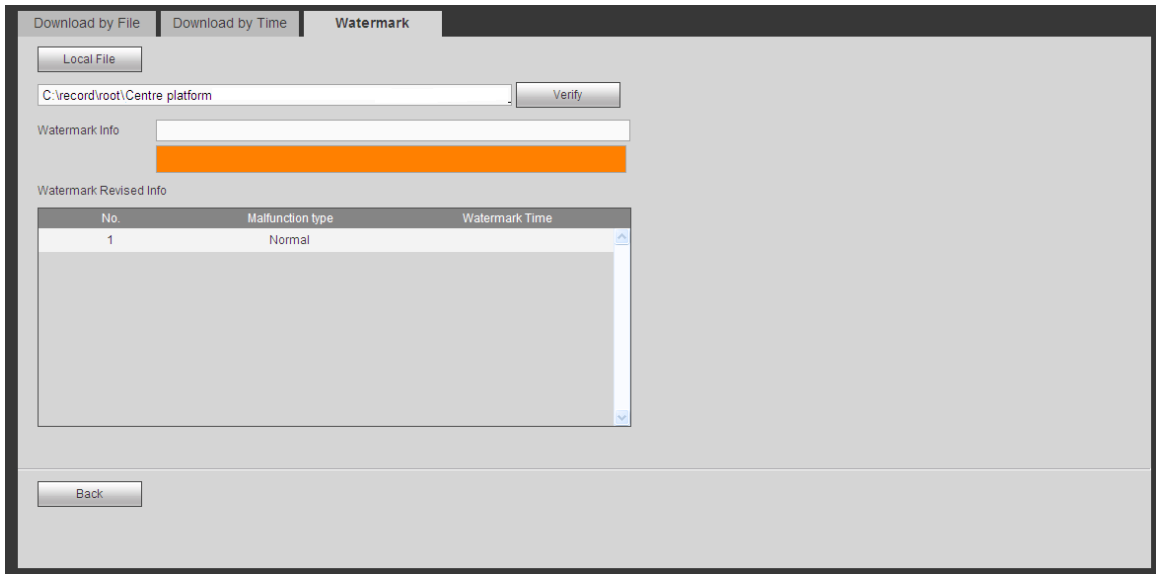 Download by File Download by Time Watermark
Local File
C:\record\root\Centre platform Verify
Watermark Info
Watermark Revised Info
No. Malfunction type Watermark Time
1 Normal
Back